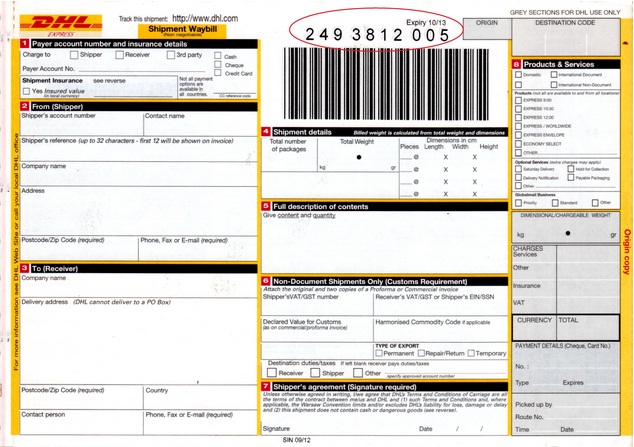 GREY SECTIONS FOR DHL USE ONLY
DHL
EXPRESS
Track this shipment: http://www.dhl.com
Shipment Waybill
(Non negotiable)
Expiry 10/13
249 3812 005
ORIGIN
DESTINATION CODE
1 Payer account number and insurance details
Charge to Shipper Receiver 3rd party
Cash
Cheque
Credit Card
Payer Account No.
Shipment Insurance see reverse
Yes Insured value
(in local currency)
Not all payment
options are
available in
all countries.
CC reference code
2 From (Shipper)
Shipper's account number
Contact name
Shipper's reference (up to 32 characters - first 12 will be shown on invoice)
Company name
Address
Postcode/Zip Code (required)
Phone, Fax or E-mail (required)
3 To (Receiver)
Company name
Delivery address (DHL cannot deliver to a PO Box)
Postcode/Zip Code (required)
Country
Contact person
Phone, Fax or E-mail (required)
For more information see DHL Web Site or call your local DHL office
4 Shipment details
Billed weight is calculated from total weight and dimensions
Total number
of packages
Total Weight
kg gr
Dimensions in cm
Pieces Length Width Height
@ X X
@ X X
@ X X
5 Full description of contents
Give content and quantity
6 Non-Document Shipments Only (Customs Requirement)
Attach the original and two copies of a Proforma or Commercial invoice
Shipper'sVAT/GST number
Receiver's VAT/GST or Shipper's EIN/SSN
Declared Value for Customs
(as on commercial/proforma invoice)
Harmonised Commodity Code if applicable
TYPE OF EXPORT
Permanent Repair/Return Temporary
Destination duties/taxes if left blank receiver pays duties/taxes
Receiver Shipper Other
specify approved account number
7 Shipper's agreement (Signature required)
Unless otherwise agreed in writing, I/we agree that DHL's Terms and Conditions of Carriage are all
the terms of contract between me/us and DHL and (1) such Terms and Conditions and, where
applicable, the Warsaw Convention limits and/or excludes DHL's liability for loss, damage or delay
and (2) this shipment does not contain cash or dangerous goods (see reverse).
Signature
Date / /
SIN 09/12
8 Products & Services
Domestic
International Document
International Non-Document
Products (not all are available to and from all locations)
EXPRESS 9:00
EXPRESS 10:30
EXPRESS 12:00
EXPRESS / WORLDWIDE
EXPRESS ENVELOPE
ECONOMY SELECT
OTHER
Optional Services (extra charges may apply)
Saturday Delivery
Hold for Collection
Delivery Notification
Packaging
Other
Globalmail Business
Priority Standard Other
DIMENSIONAL/CHARGEABLE WEIGHT
kg gr
CHARGES
Services
Other
Insurance
VAT
CURRENCY TOTAL
PAYMENT DETAILS (Cheque, Card No.)
No. :
Type Expires
Picked up by
Route No.
Time Date
Origin copy